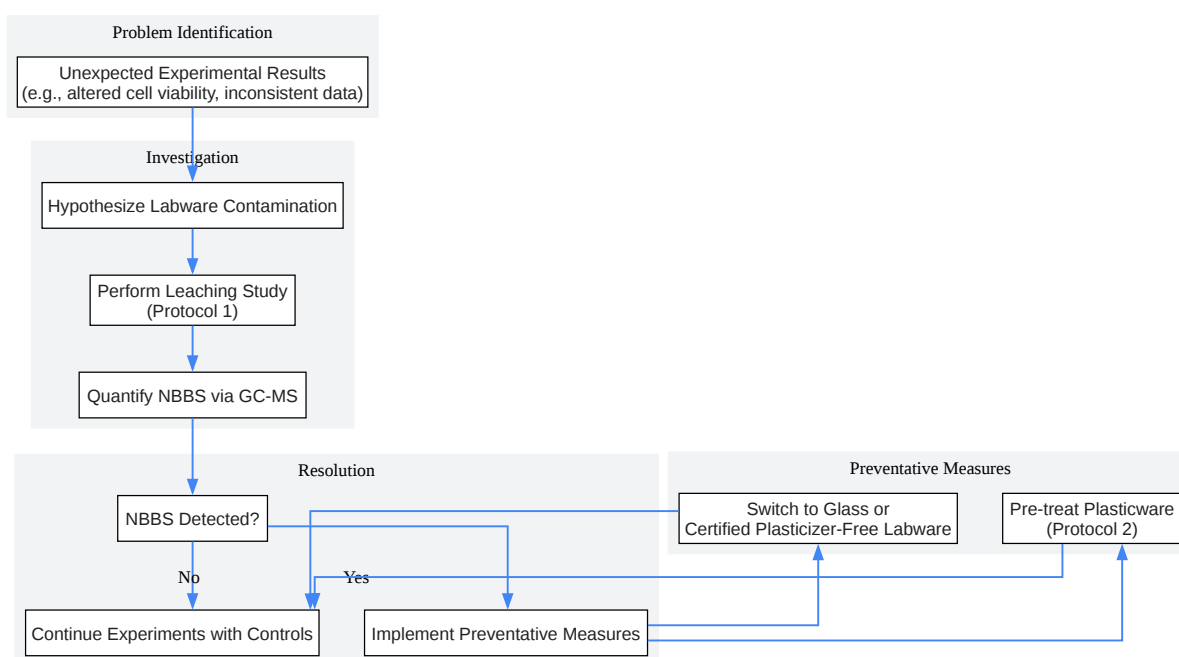 Problem Identification
Unexpected Experimental Results
(e.g., altered cell viability, inconsistent data)
Investigation
Hypothesize Labware Contamination
Perform Leaching Study
(Protocol 1)
Quantify NBBS via GC-MS
Resolution
NBBS Detected?
No
Yes
Continue Experiments with Controls
Implement Preventative Measures
Preventative Measures
Switch to Glass or
Certified Plasticizer-Free Labware
Pre-treat Plasticware
(Protocol 2)